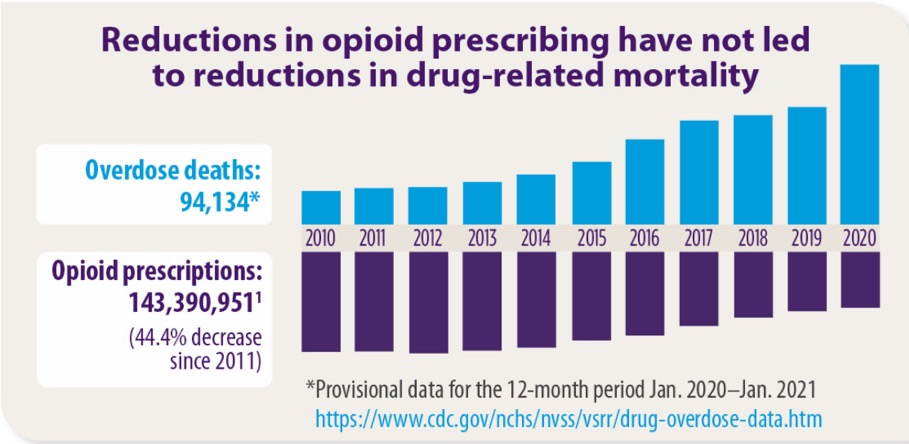 Reductions in opioid prescribing have not led
to reductions in drug-related mortality
Overdose deaths:
94,134*
2010 2011 2012 2013 2014 2015 2016 2017 2018 2019 2020
Opioid prescriptions:
143,390,951¹
(44.4% decrease
since 2011)
*Provisional data for the 12-month period Jan. 2020–Jan. 2021
https://www.cdc.gov/nchs/nvss/vsrr/drug-overdose-data.htm